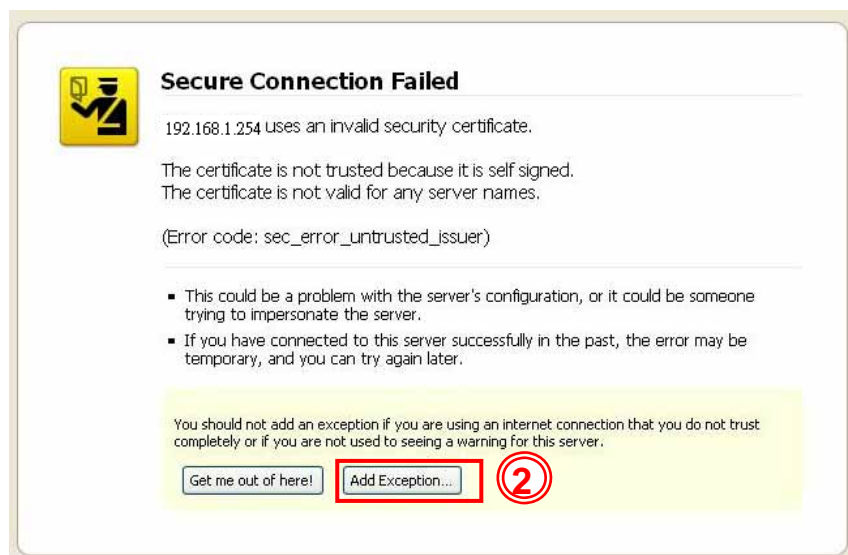 Secure Connection Failed
192.168.1.254 uses an invalid security certificate.
The certificate is not trusted because it is self signed.
The certificate is not valid for any server names.
(Error code: sec_error_untrusted_issuer)
▪ This could be a problem with the server's configuration, or it could be someone
trying to impersonate the server.
▪ If you have connected to this server successfully in the past, the error may be
temporary, and you can try again later.
You should not add an exception if you are using an internet connection that you do not trust
completely or if you are not used to seeing a warning for this server.
Get me out of here! Add Exception... 2